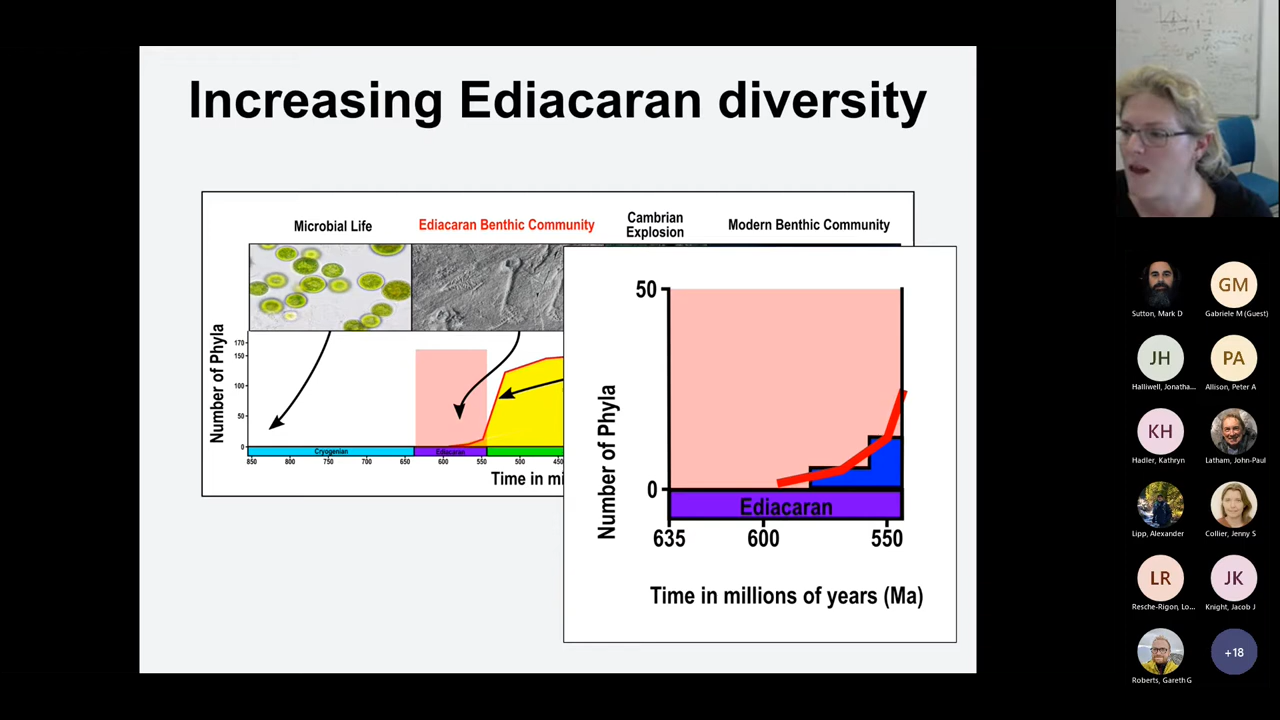 Increasing Ediacaran diversity
Microbial Life
Ediacaran Benthic Community
Cambrian
Explosion
Modern Benthic Community
Number of Phyla
170
150
100
50
0
Cryogenian
Ediacaran
850 800 750 700 650 600 550 500 450
Time in mi
50
0
Number of Phyla
Ediacaran
635 600 550
Time in millions of years (Ma)
Sutton, Mark D
GM
Gabriele M (Guest)
JH
Halliwell, Jonatha...
PA
Allison, Peter A
KH
Hadler, Kathryn
Latham, John-Paul
Lipp, Alexander
Collier, Jenny S
LR
Resche-Rigon, Lo...
JK
Knight, Jacob J
Roberts, Gareth G
+18